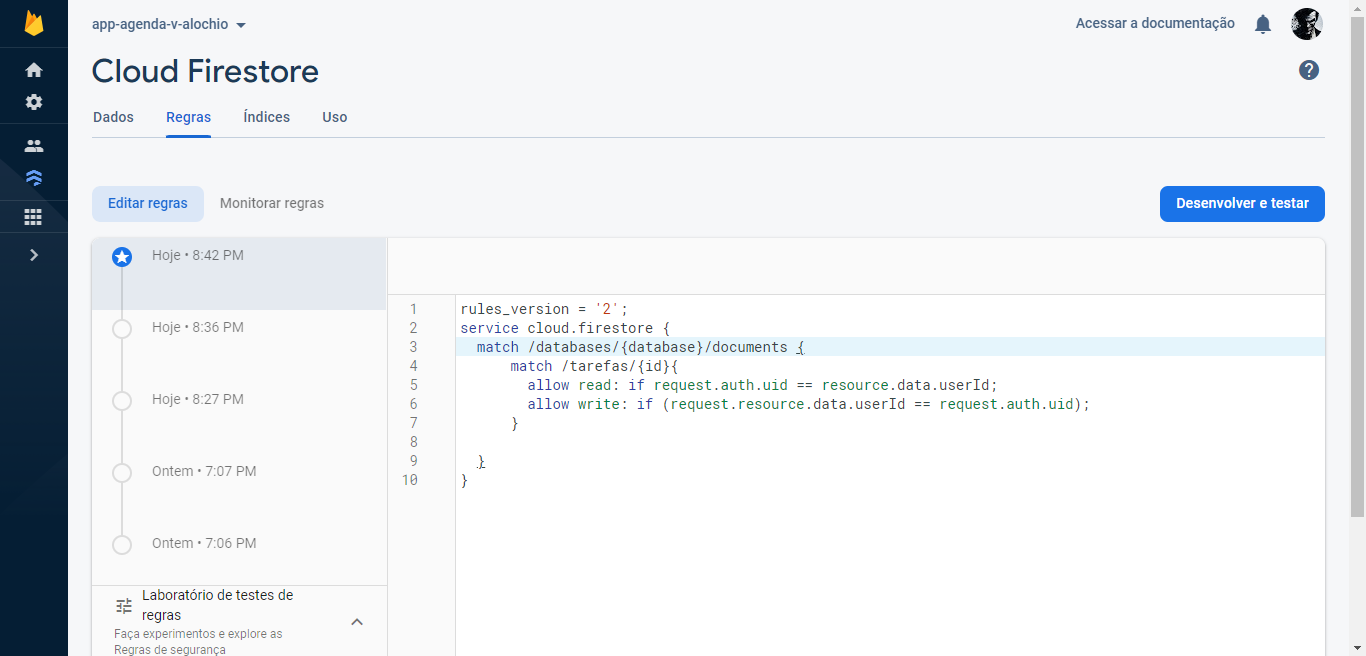 app-agenda-v-alochio
Acessar a documentação
Cloud Firestore
?
Dados Regras Índices Uso
Editar regras Monitorar regras
Desenvolver e testar
Hoje • 8:42 PM
Hoje • 8:36 PM
Hoje • 8:27 PM
Ontem • 7:07 PM
Ontem • 7:06 PM
Laboratório de testes de
regras
Faça experimentos e explore as
Regras de segurança
1 rules_version = '2';
2 service cloud.firestore {
3 match /databases/{database}/documents {
4 match /tarefas/{id}{
5 allow read: if request.auth.uid == resource.data.userId;
6 allow write: if (request.resource.data.userId == request.auth.uid);
7 }
8
9 }
10 }